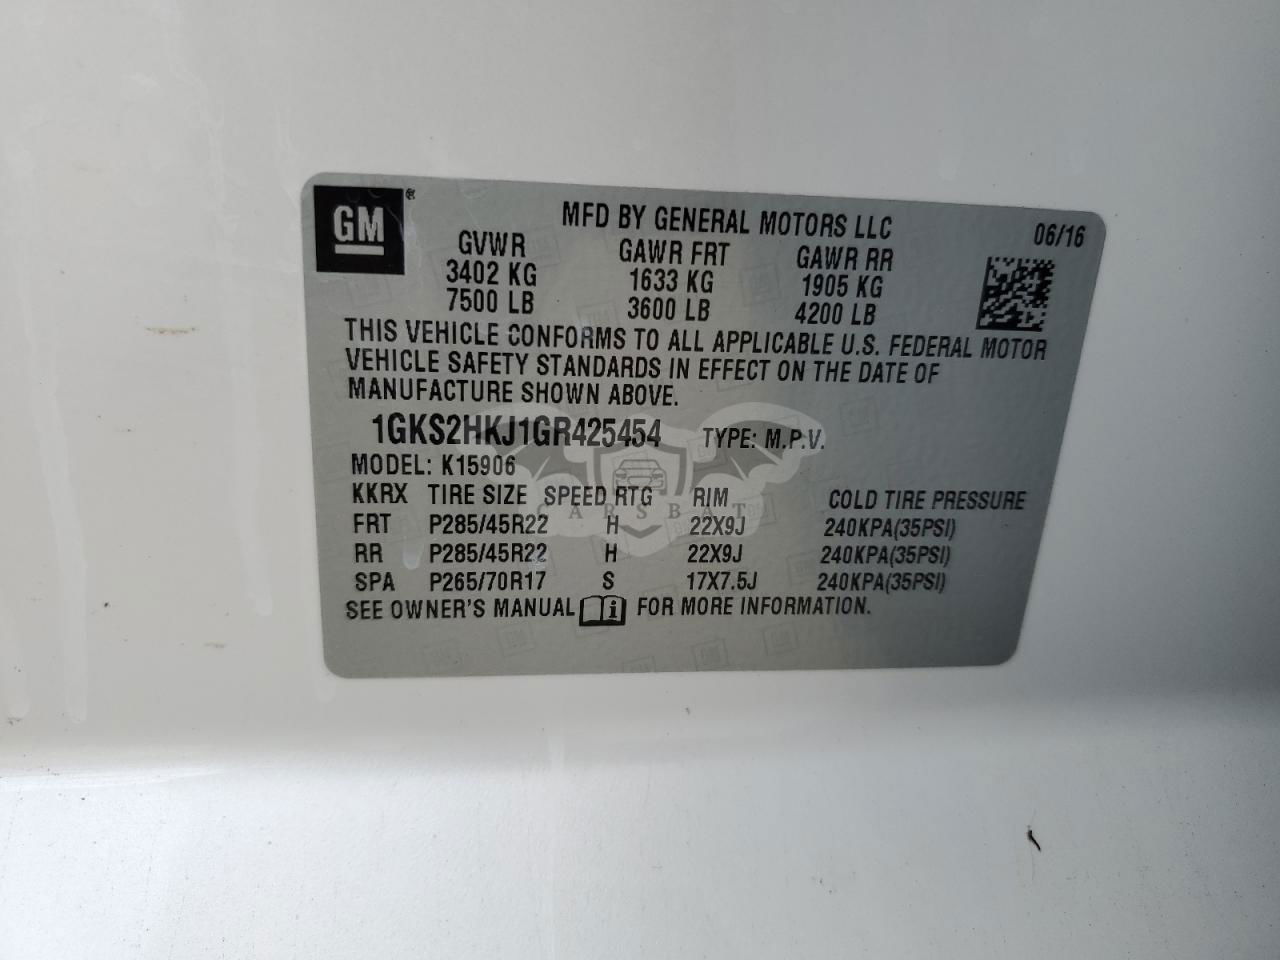 GM ®
MFD BY GENERAL MOTORS LLC 06/16
GVWR GAWR FRT GAWR RR
3402 KG 1633 KG 1905 KG
7500 LB 3600 LB 4200 LB
THIS VEHICLE CONFORMS TO ALL APPLICABLE U.S. FEDERAL MOTOR
VEHICLE SAFETY STANDARDS IN EFFECT ON THE DATE OF
MANUFACTURE SHOWN ABOVE.
1GKS2HKJ1GR425454 TYPE: M.P.V.
MODEL: K15906
KKRX TIRE SIZE SPEED RTG RIM COLD TIRE PRESSURE
CARSBAT
FRT P285/45R22 H 22X9J 240KPA(35PSI)
RR P285/45R22 H 22X9J 240KPA(35PSI)
SPA P265/70R17 S 17X7.5J 240KPA(35PSI)
SEE OWNER'S MANUAL i FOR MORE INFORMATION.